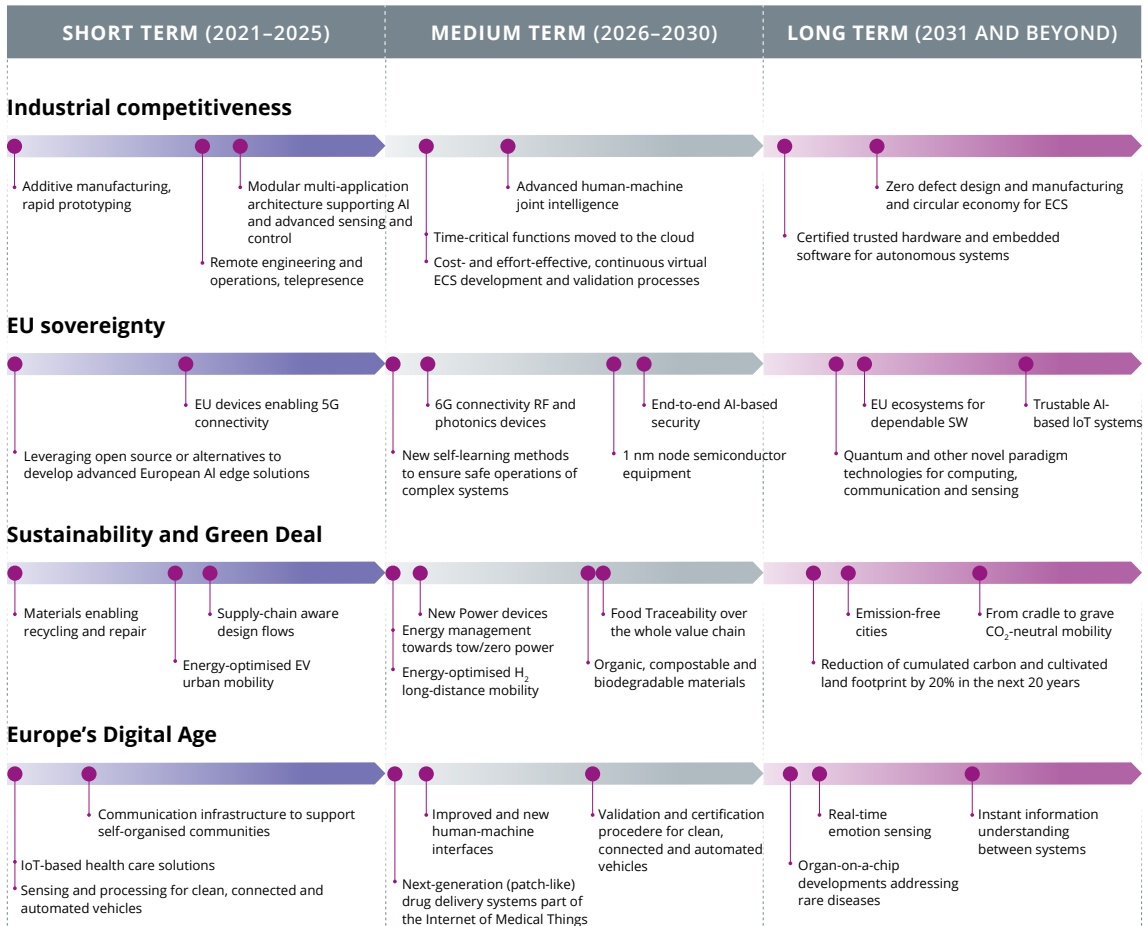 SHORT TERM (2021–2025)
MEDIUM TERM (2026–2030)
LONG TERM (2031 AND BEYOND)
Industrial competitiveness
Additive manufacturing,
rapid prototyping
Modular multi-application
architecture supporting AI
and advanced sensing and
control
Remote engineering and
operations, telepresence
Advanced human-machine
joint intelligence
Time-critical functions moved to the cloud
Cost- and effort-effective, continuous virtual
ECS development and validation processes
Zero defect design and manufacturing
and circular economy for ECS
Certified trusted hardware and embedded
software for autonomous systems
EU sovereignty
EU devices enabling 5G
connectivity
Leveraging open source or alternatives to
develop advanced European AI edge solutions
6G connectivity RF and
photonics devices
End-to-end AI-based
security
New self-learning methods
to ensure safe operations of
complex systems
1 nm node semiconductor
equipment
EU ecosystems for
dependable SW
Trustable AI-
based IoT systems
Quantum and other novel paradigm
technologies for computing,
communication and sensing
Sustainability and Green Deal
Materials enabling
recycling and repair
Supply-chain aware
design flows
Energy-optimised EV
urban mobility
New Power devices
Energy management
towards tow/zero power
Energy-optimised H₂
long-distance mobility
Food Traceability over
the whole value chain
Organic, compostable and
biodegradable materials
Emission-free
cities
From cradle to grave
CO₂-neutral mobility
Reduction of cumulated carbon and cultivated
land footprint by 20% in the next 20 years
Europe’s Digital Age
Communication infrastructure to support
self-organised communities
IoT-based health care solutions
Sensing and processing for clean, connected and
automated vehicles
Improved and new
human-machine
interfaces
Validation and certification
procedere for clean,
connected and automated
vehicles
Next-generation (patch-like)
drug delivery systems part of
the Internet of Medical Things
Real-time
emotion sensing
Instant information
understanding
between systems
Organ-on-a-chip
developments addressing
rare diseases